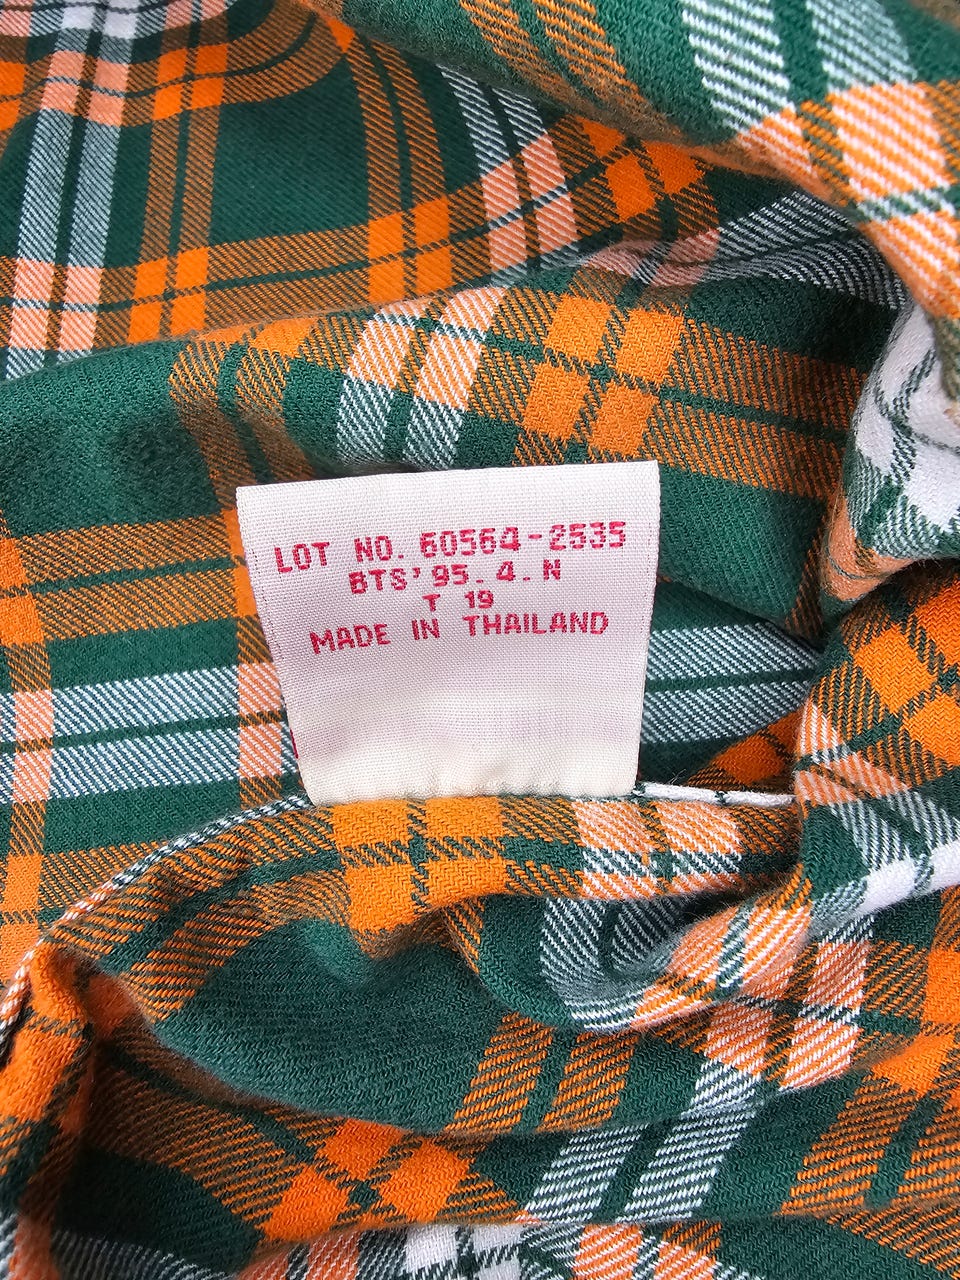 LOT NO. 60564-2535
BTS'95.4.N
T 19
MADE IN THAILAND